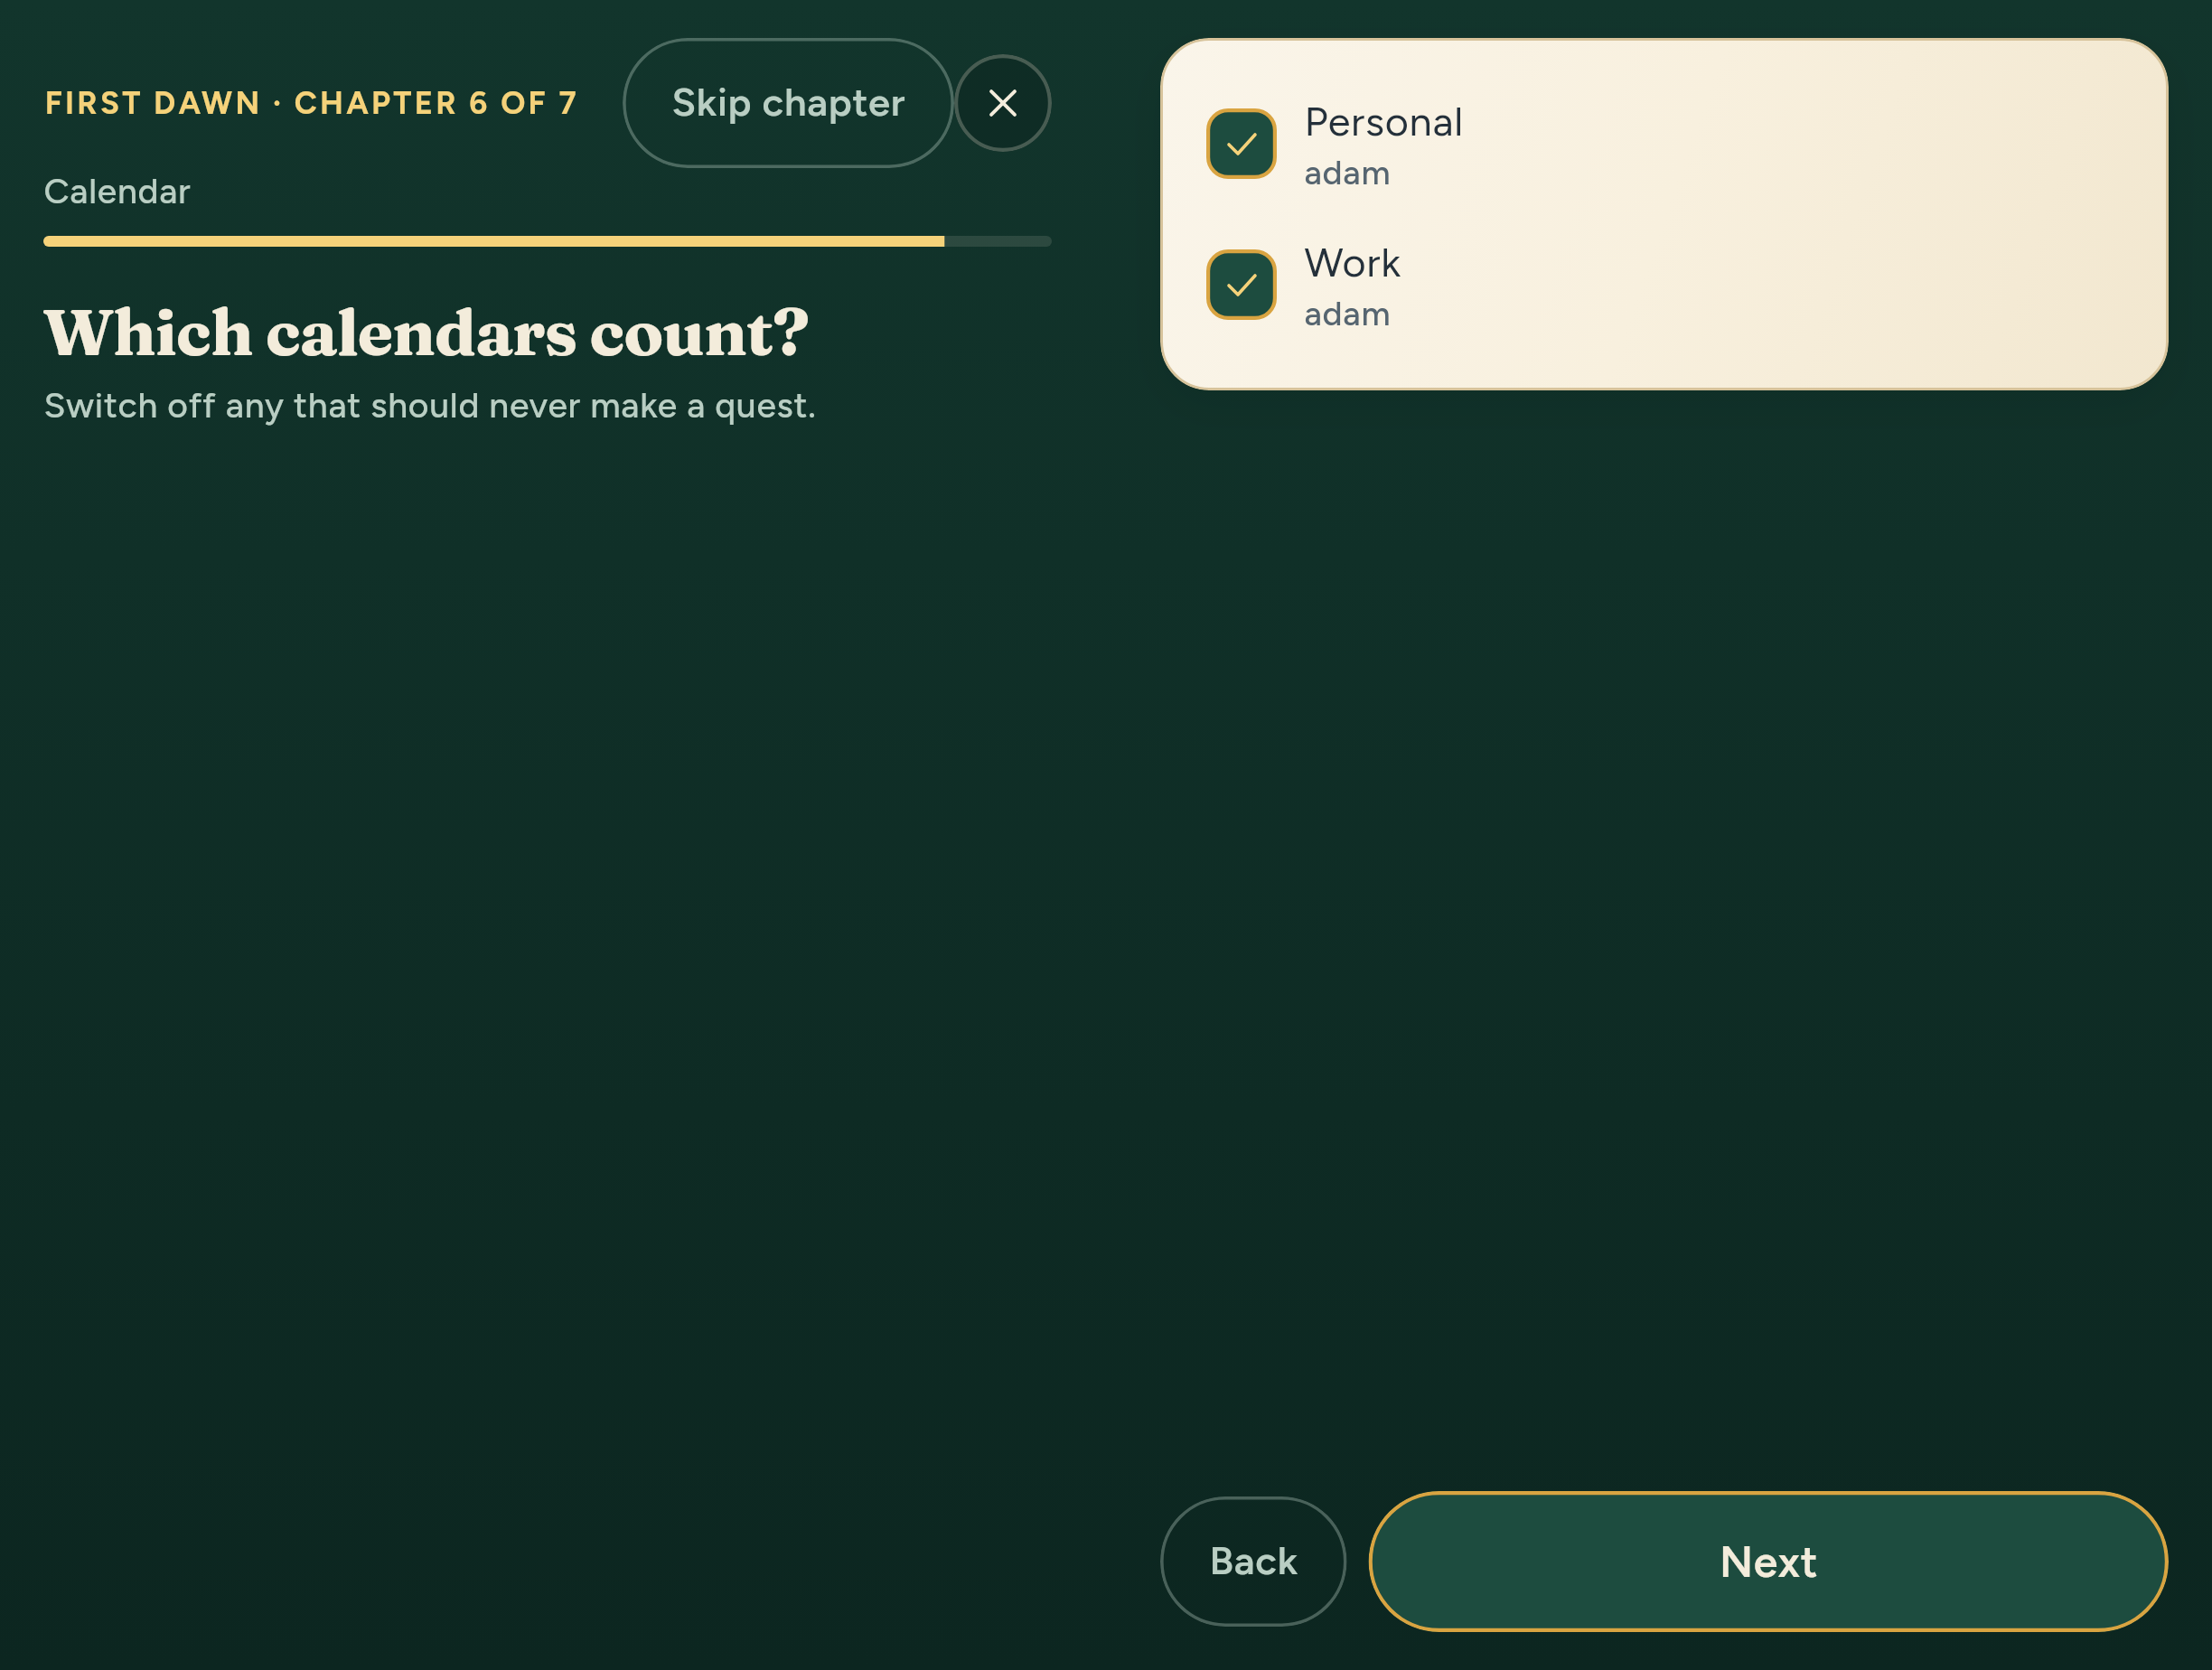 FIRST DAWN · CHAPTER 6 OF 7
Skip chapter
Calendar
Which calendars count?
Switch off any that should never make a quest.
Personal
adam
Work
adam
Back
Next